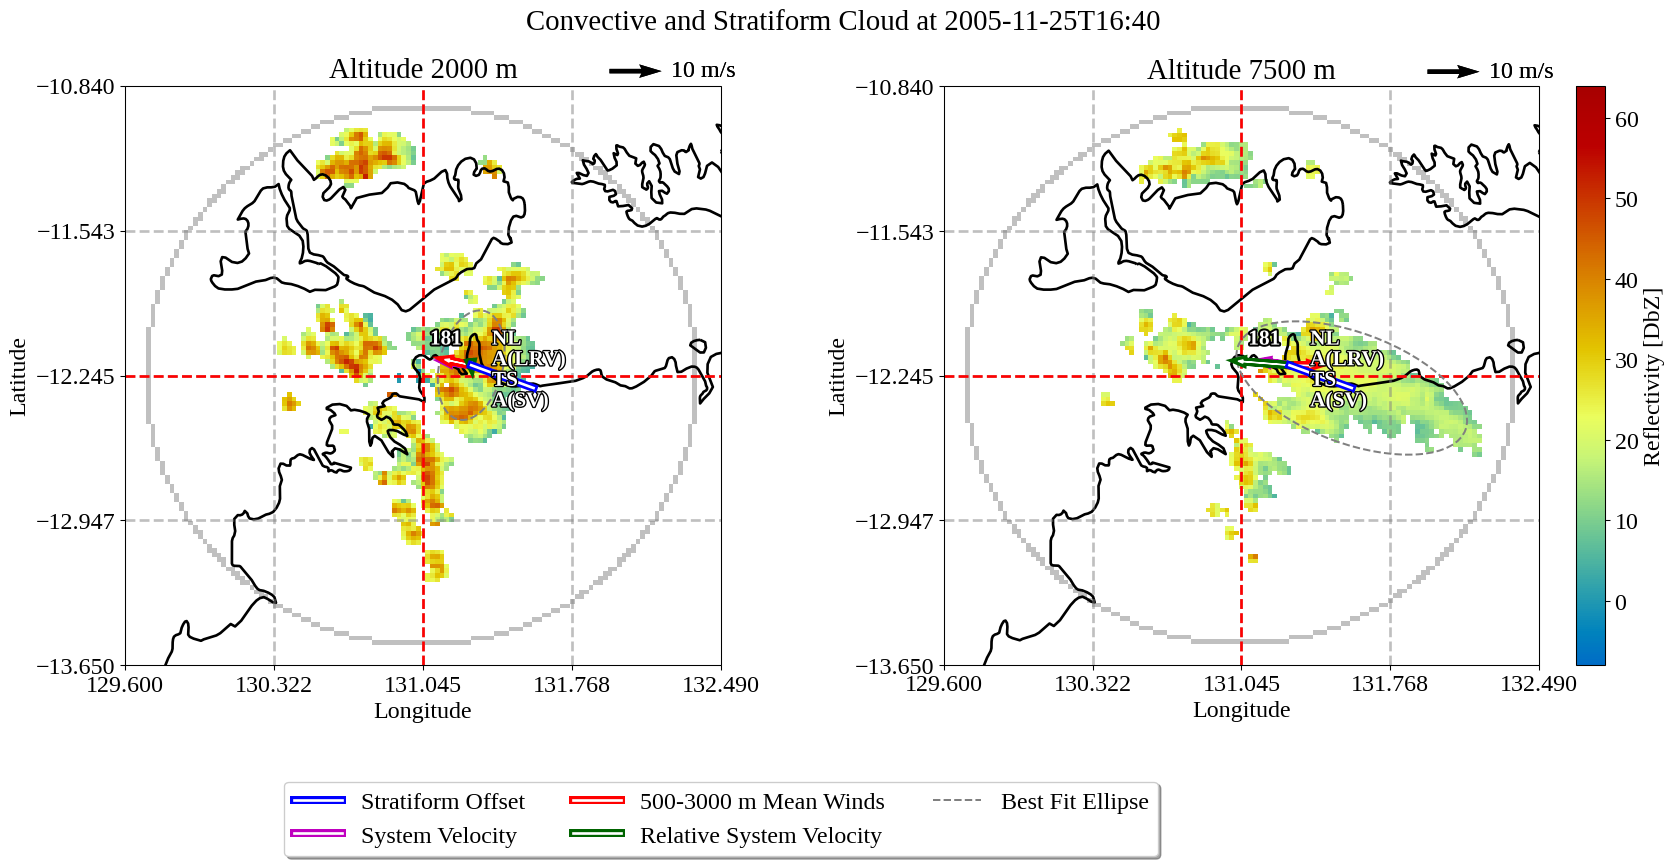 Convective and Stratiform Cloud at 2005-11-25T16:40
Altitude 2000 m
10 m/s
−10.840
−11.543
−12.245
−12.947
−13.650
Latitude
129.600
130.322
131.045
131.768
132.490
Longitude
181
NL
A(LRV)
TS
A(SV)
Altitude 7500 m
10 m/s
−10.840
−11.543
−12.245
−12.947
−13.650
Latitude
129.600
130.322
131.045
131.768
132.490
Longitude
181
NL
A(LRV)
TS
A(SV)
60
50
40
30
20
10
0
Reflectivity [DbZ]
Stratiform Offset
500-3000 m Mean Winds
Best Fit Ellipse
System Velocity
Relative System Velocity